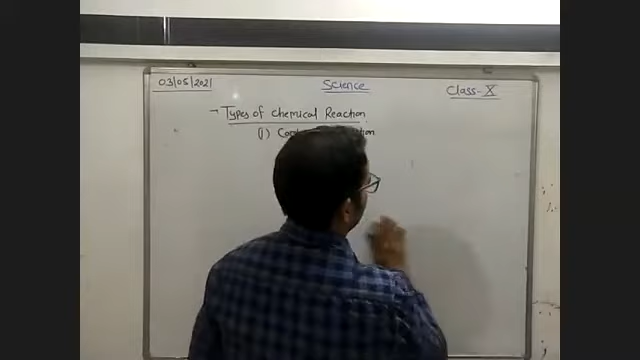 03/05/2021
Science
Class-X
→ Types of Chemical Reaction
(i)